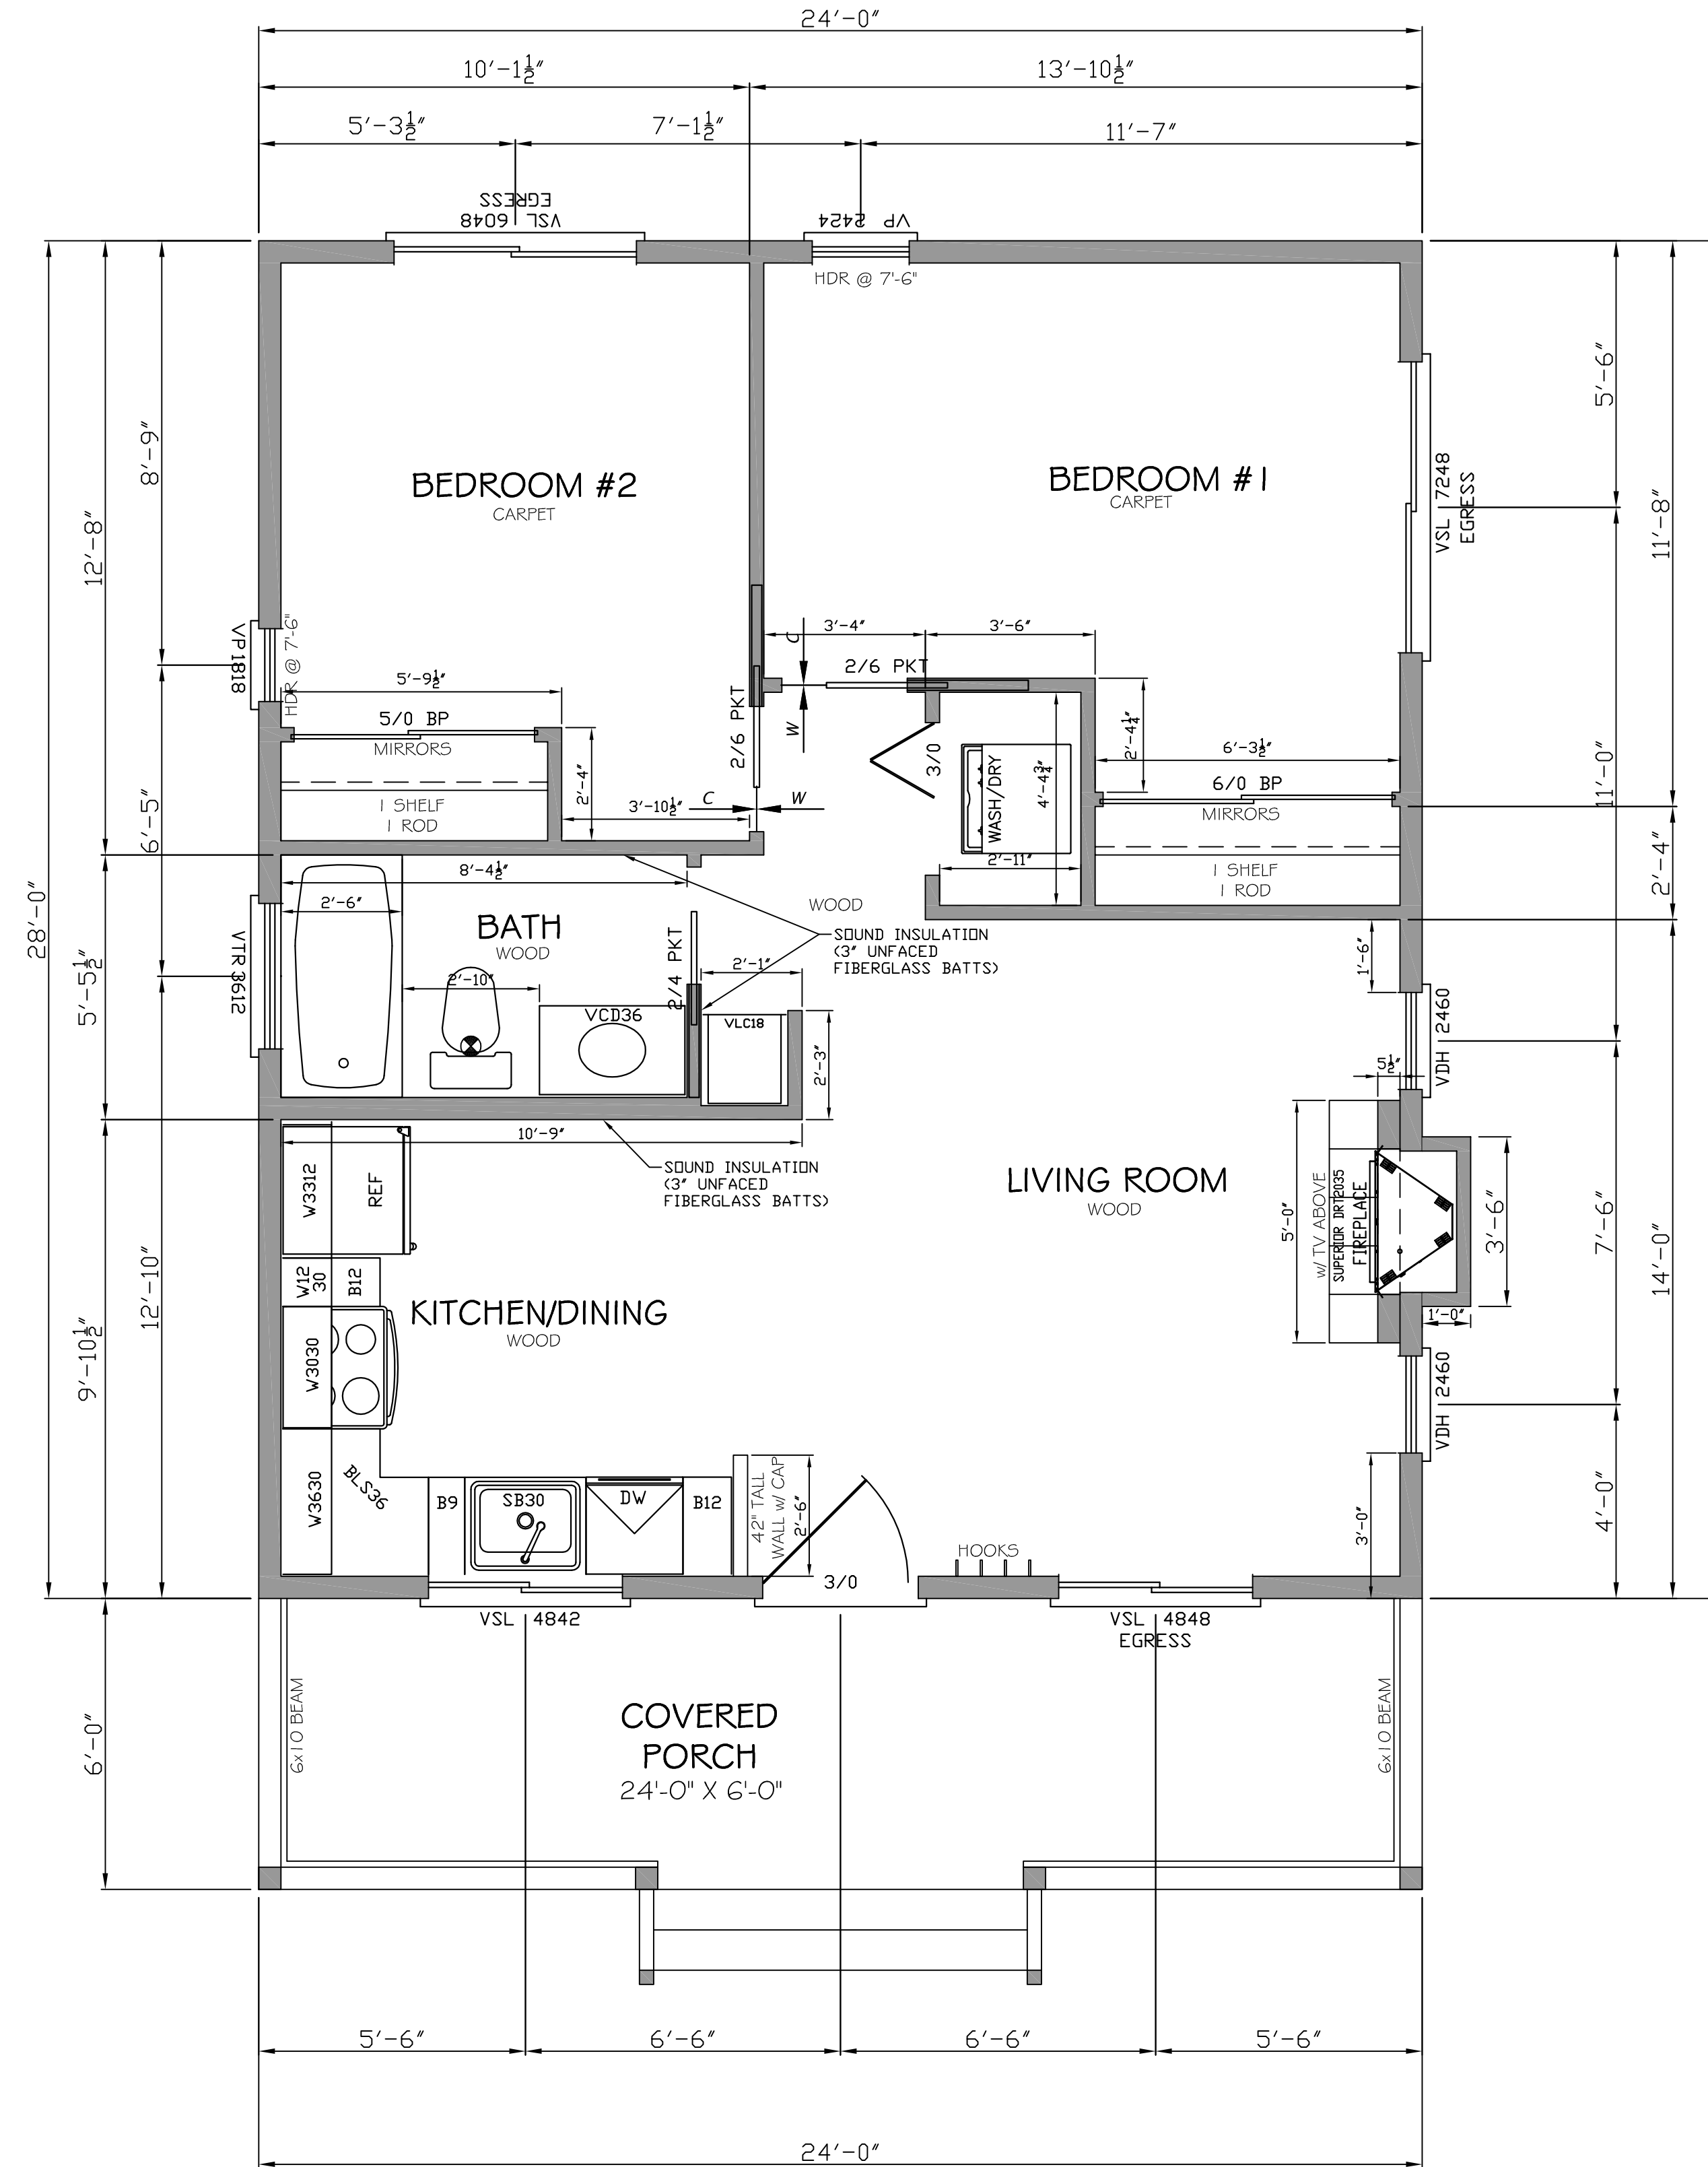 24'-0"
10'-1½"
13'-10½"
5'-3½"
7'-1½"
11'-7"
VSL 6048
EGRESS
VP 2424
HDR @ 7'-6"
28'-0"
12'-8"
8'-9"
5'-6"
11'-8"
BEDROOM #2
CARPET
BEDROOM #1
CARPET
VSL 7248
EGRESS
VP 1818
HDR @ 7'-6"
5'-9½"
5/0 BP
MIRRORS
1 SHELF
1 ROD
2'-4"
3'-10½"
2/6 PKT
C
W
3'-4"
3'-6"
2/6 PKT
C
W
3/0
WASH/DRY
4'-4¾"
2'-11"
2'-4¼"
6'-3½"
6/0 BP
MIRRORS
1 SHELF
1 ROD
6'-5"
11'-0"
2'-4"
8'-4½"
2'-6"
BATH
WOOD
2'-10"
VCD36
2/4 PKT
VTR 3612
5'-5½"
WOOD
SOUND INSULATION
(3" UNFACED
FIBERGLASS BATTS)
2'-1"
VLC18
2'-3"
1'-6"
VDH 2460
5½"
10'-9"
SOUND INSULATION
(3" UNFACED
FIBERGLASS BATTS)
W3312
REF
W12
30
B12
W3030
W3630
BLS36
KITCHEN/DINING
WOOD
LIVING ROOM
WOOD
5'-0"
w/ TV ABOVE
SUPERIOR DRT2035
FIREPLACE
3'-6"
1'-0"
7'-6"
14'-0"
12'-10"
9'-10½"
VDH 2460
B9
SB30
DW
B12
42" TALL
WALL w/ CAP
2'-6"
3/0
HOOKS
3'-0"
4'-0"
VSL 4842
VSL 4848
EGRESS
6x10 BEAM
6x10 BEAM
6'-0"
COVERED
PORCH
24'-0" X 6'-0"
5'-6"
6'-6"
6'-6"
5'-6"
24'-0"